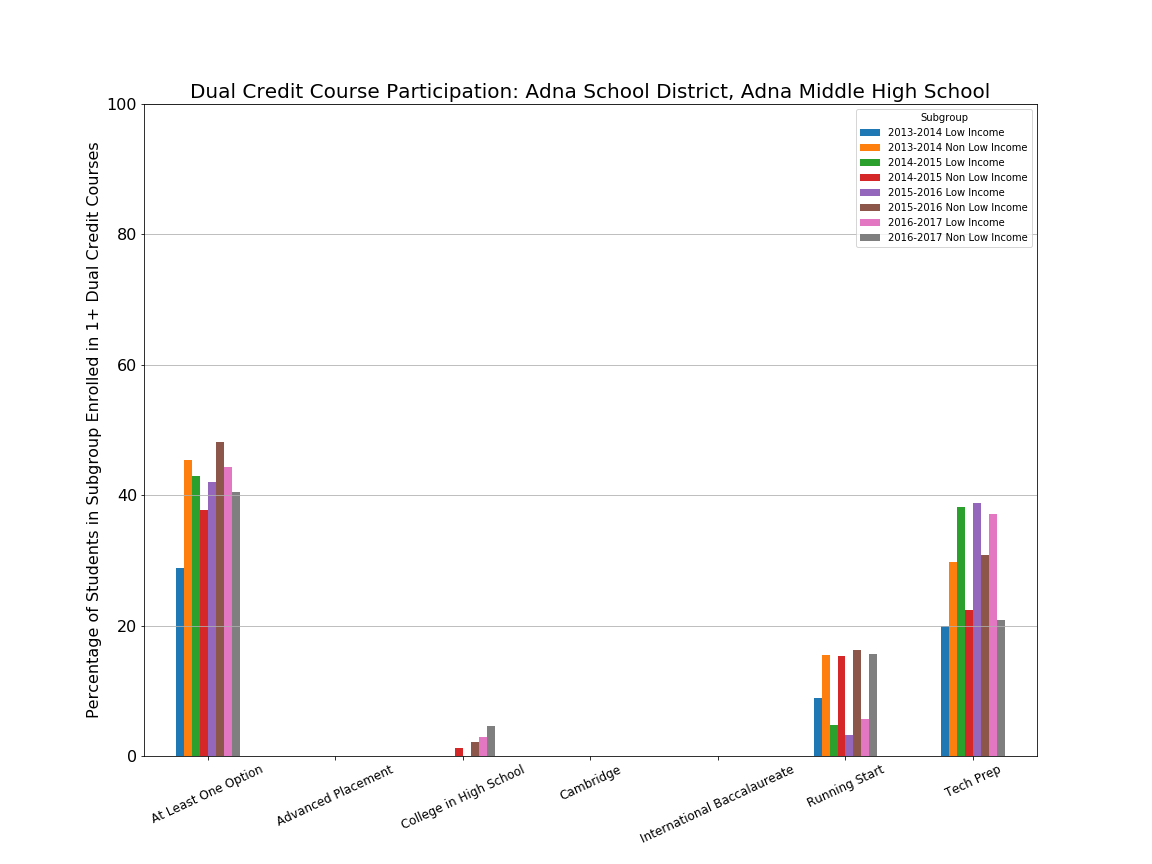 Dual Credit Course Participation: Adna School District, Adna Middle High School
Percentage of Students in Subgroup Enrolled in 1+ Dual Credit Courses
100
80
60
40
20
0
Subgroup
2013-2014 Low Income
2013-2014 Non Low Income
2014-2015 Low Income
2014-2015 Non Low Income
2015-2016 Low Income
2015-2016 Non Low Income
2016-2017 Low Income
2016-2017 Non Low Income
At Least One Option
Advanced Placement
College in High School
Cambridge
International Baccalaureate
Running Start
Tech Prep